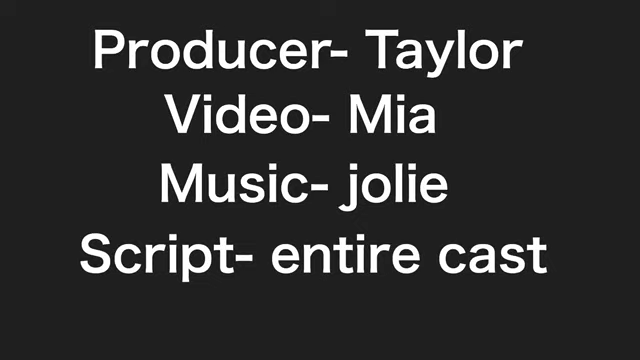 Producer- Taylor
Video- Mia
Music- jolie
Script- entire cast